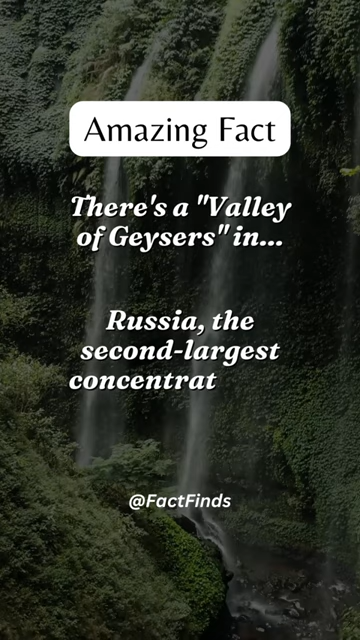 Amazing Fact
There's a "Valley
of Geysers" in...
Russia, the
second-largest
concentrat
@FactFinds